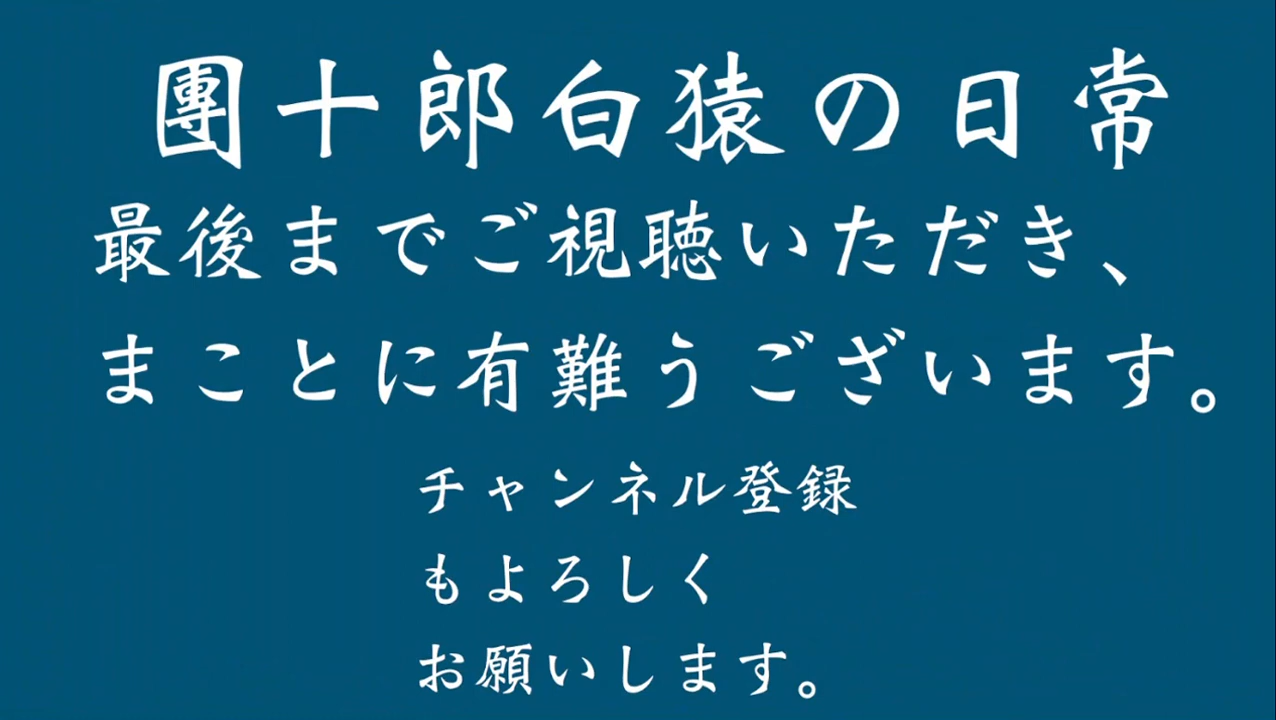 團十郎白猿の日常
最後までご視聴いただき、
まことに有難うございます。
チャンネル登録
もよろしく
お願いします。